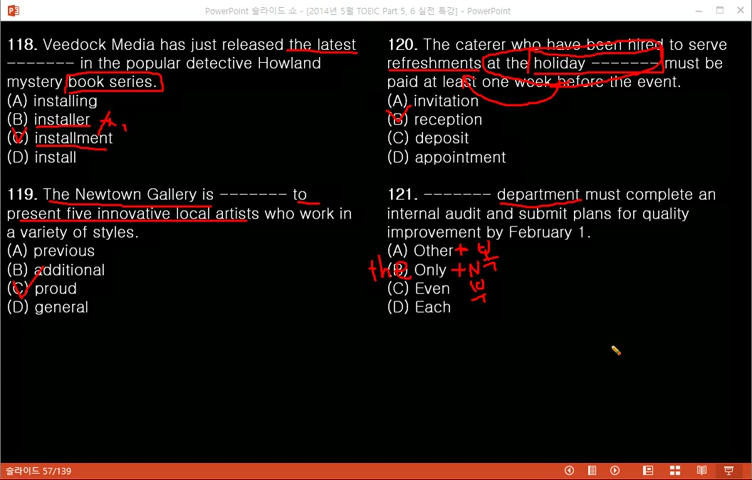 PowerPoint 슬라이드 쇼 - [2014년 5월 TOEIC Part 5, 6 실전 특강] - PowerPoint
118. Veedock Media has just released the latest
-------- in the popular detective Howland
mystery book series.
(A) installing
(B) installer
(C) installment
(D) install
119. The Newtown Gallery is -------- to
present five innovative local artists who work in
a variety of styles.
(A) previous
(B) additional
(C) proud
(D) general
120. The caterer who have been hired to serve
refreshments at the holiday -------- must be
paid at least one week before the event.
(A) invitation
(B) reception
(C) deposit
(D) appointment
121. -------- department must complete an
internal audit and submit plans for quality
improvement by February 1.
(A) Other +
the (B) Only + N
(C) Even
(D) Each
슬라이드 57/139